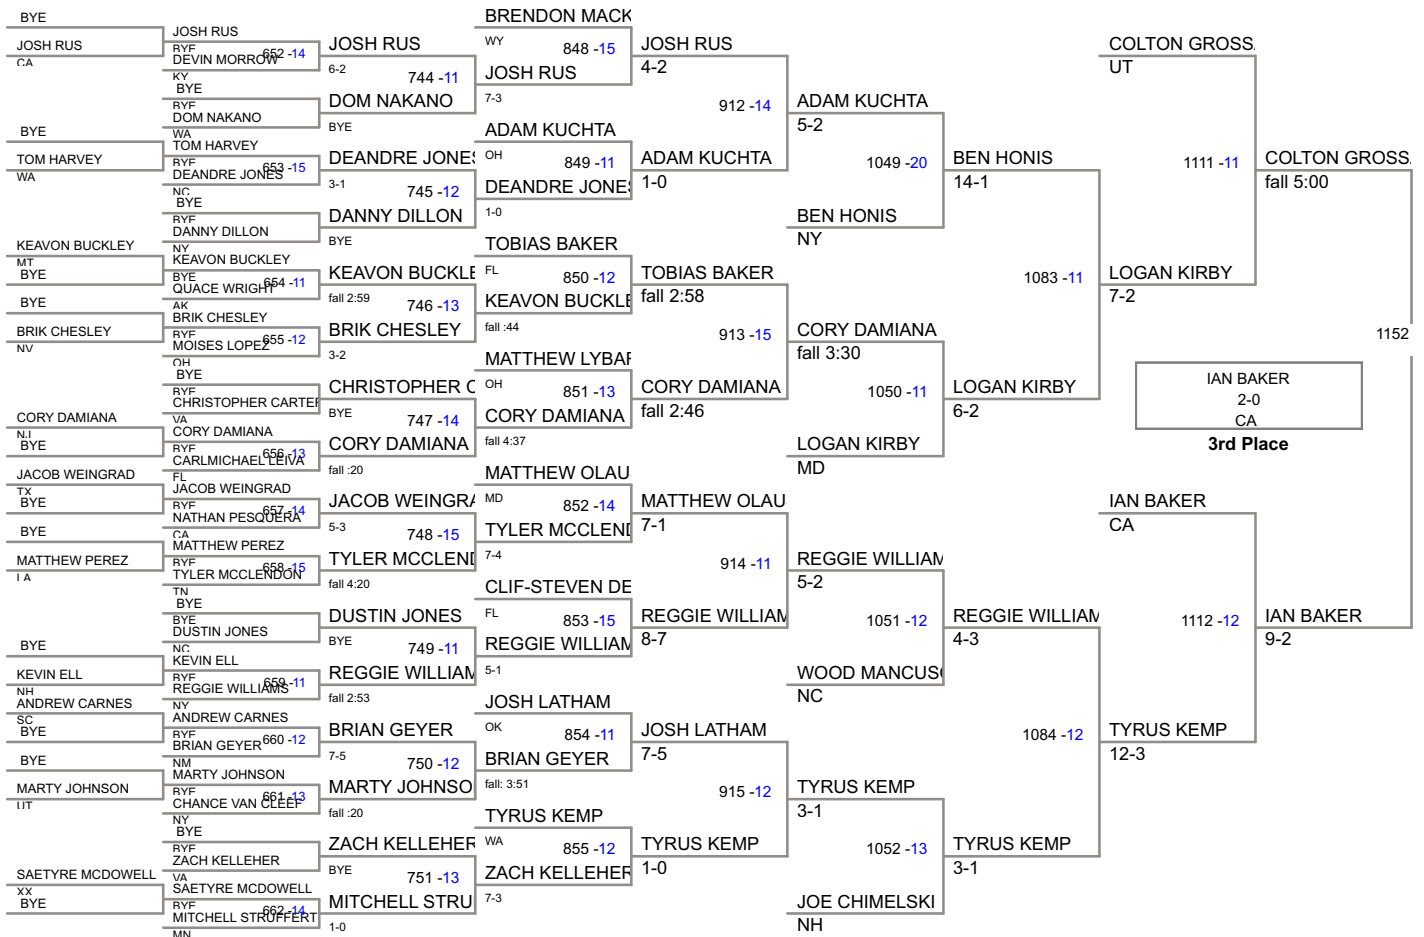 BYE
JOSH RUS
CA
BYE
TOM HARVEY
WA
KEAVON BUCKLEY
MT
BYE
BYE
BRIK CHESLEY
NV
CORY DAMIANA
NJ
BYE
JACOB WEINGRAD
TX
BYE
BYE
MATTHEW PEREZ
LA
BYE
KEVIN ELL
NH
ANDREW CARNES
SC
BYE
BYE
MARTY JOHNSON
UT
SAETYRE MCDOWELL
XX
BYE
JOSH RUS
BYE
652 -14
DEVIN MORROW
KY
BYE
BYE
DOM NAKANO
WA
TOM HARVEY
BYE
653 -15
DEANDRE JONES
NC
BYE
BYE
DANNY DILLON
NY
KEAVON BUCKLEY
BYE
654 -11
QUACE WRIGHT
AK
BRIK CHESLEY
BYE
655 -12
MOISES LOPEZ
OH
BYE
BYE
CHRISTOPHER CARTER
VA
CORY DAMIANA
BYE
656 -13
CARLMICHAEL LEIVA
FL
JACOB WEINGRAD
BYE
657 -14
NATHAN PESQUERA
CA
MATTHEW PEREZ
BYE
658 -15
TYLER MCCLENDON
TN
BYE
BYE
DUSTIN JONES
NC
KEVIN ELL
BYE
659 -11
REGGIE WILLIAMS
NY
ANDREW CARNES
BYE
660 -12
BRIAN GEYER
NM
MARTY JOHNSON
BYE
661 -13
CHANCE VAN CLEEF
NY
BYE
BYE
ZACH KELLEHER
VA
SAETYRE MCDOWELL
BYE
662 -14
MITCHELL STRUFFERT
MN
JOSH RUS
6-2
744 -11
DOM NAKANO
BYE
DEANDRE JONES
3-1
745 -12
DANNY DILLON
BYE
KEAVON BUCKLE
fall 2:59
746 -13
BRIK CHESLEY
3-2
CHRISTOPHER C
BYE
747 -14
CORY DAMIANA
fall :20
JACOB WEINGRA
5-3
748 -15
TYLER MCCLEND
fall 4:20
DUSTIN JONES
BYE
749 -11
REGGIE WILLIAM
fall 2:53
BRIAN GEYER
7-5
750 -12
MARTY JOHNSO
fall :20
ZACH KELLEHER
BYE
751 -13
MITCHELL STRU
1-0
BRENDON MACK
WY
848 -15
JOSH RUS
7-3
ADAM KUCHTA
OH
849 -11
DEANDRE JONES
1-0
TOBIAS BAKER
FL
850 -12
KEAVON BUCKLE
fall :44
MATTHEW LYBAR
OH
851 -13
CORY DAMIANA
fall 4:37
MATTHEW OLAU
MD
852 -14
TYLER MCCLEND
7-4
CLIF-STEVEN DE
FL
853 -15
REGGIE WILLIAM
5-1
JOSH LATHAM
OK
854 -11
BRIAN GEYER
fall: 3:51
TYRUS KEMP
WA
855 -12
ZACH KELLEHER
7-3
JOSH RUS
4-2
912 -14
ADAM KUCHTA
1-0
TOBIAS BAKER
fall 2:58
913 -15
CORY DAMIANA
fall 2:46
MATTHEW OLAU
7-1
914 -11
REGGIE WILLIAM
8-7
JOSH LATHAM
7-5
915 -12
TYRUS KEMP
1-0
ADAM KUCHTA
5-2
1049 -20
BEN HONIS
NY
CORY DAMIANA
fall 3:30
1050 -11
LOGAN KIRBY
MD
REGGIE WILLIAM
5-2
1051 -12
WOOD MANCUSO
NC
TYRUS KEMP
3-1
1052 -13
JOE CHIMELSKI
NH
BEN HONIS
14-1
1083 -11
LOGAN KIRBY
6-2
REGGIE WILLIAM
4-3
1084 -12
TYRUS KEMP
3-1
COLTON GROSS
UT
1111 -11
LOGAN KIRBY
7-2
IAN BAKER
CA
1112 -12
TYRUS KEMP
12-3
COLTON GROSS
fall 5:00
1152
IAN BAKER
9-2
IAN BAKER
2-0
CA
3rd Place